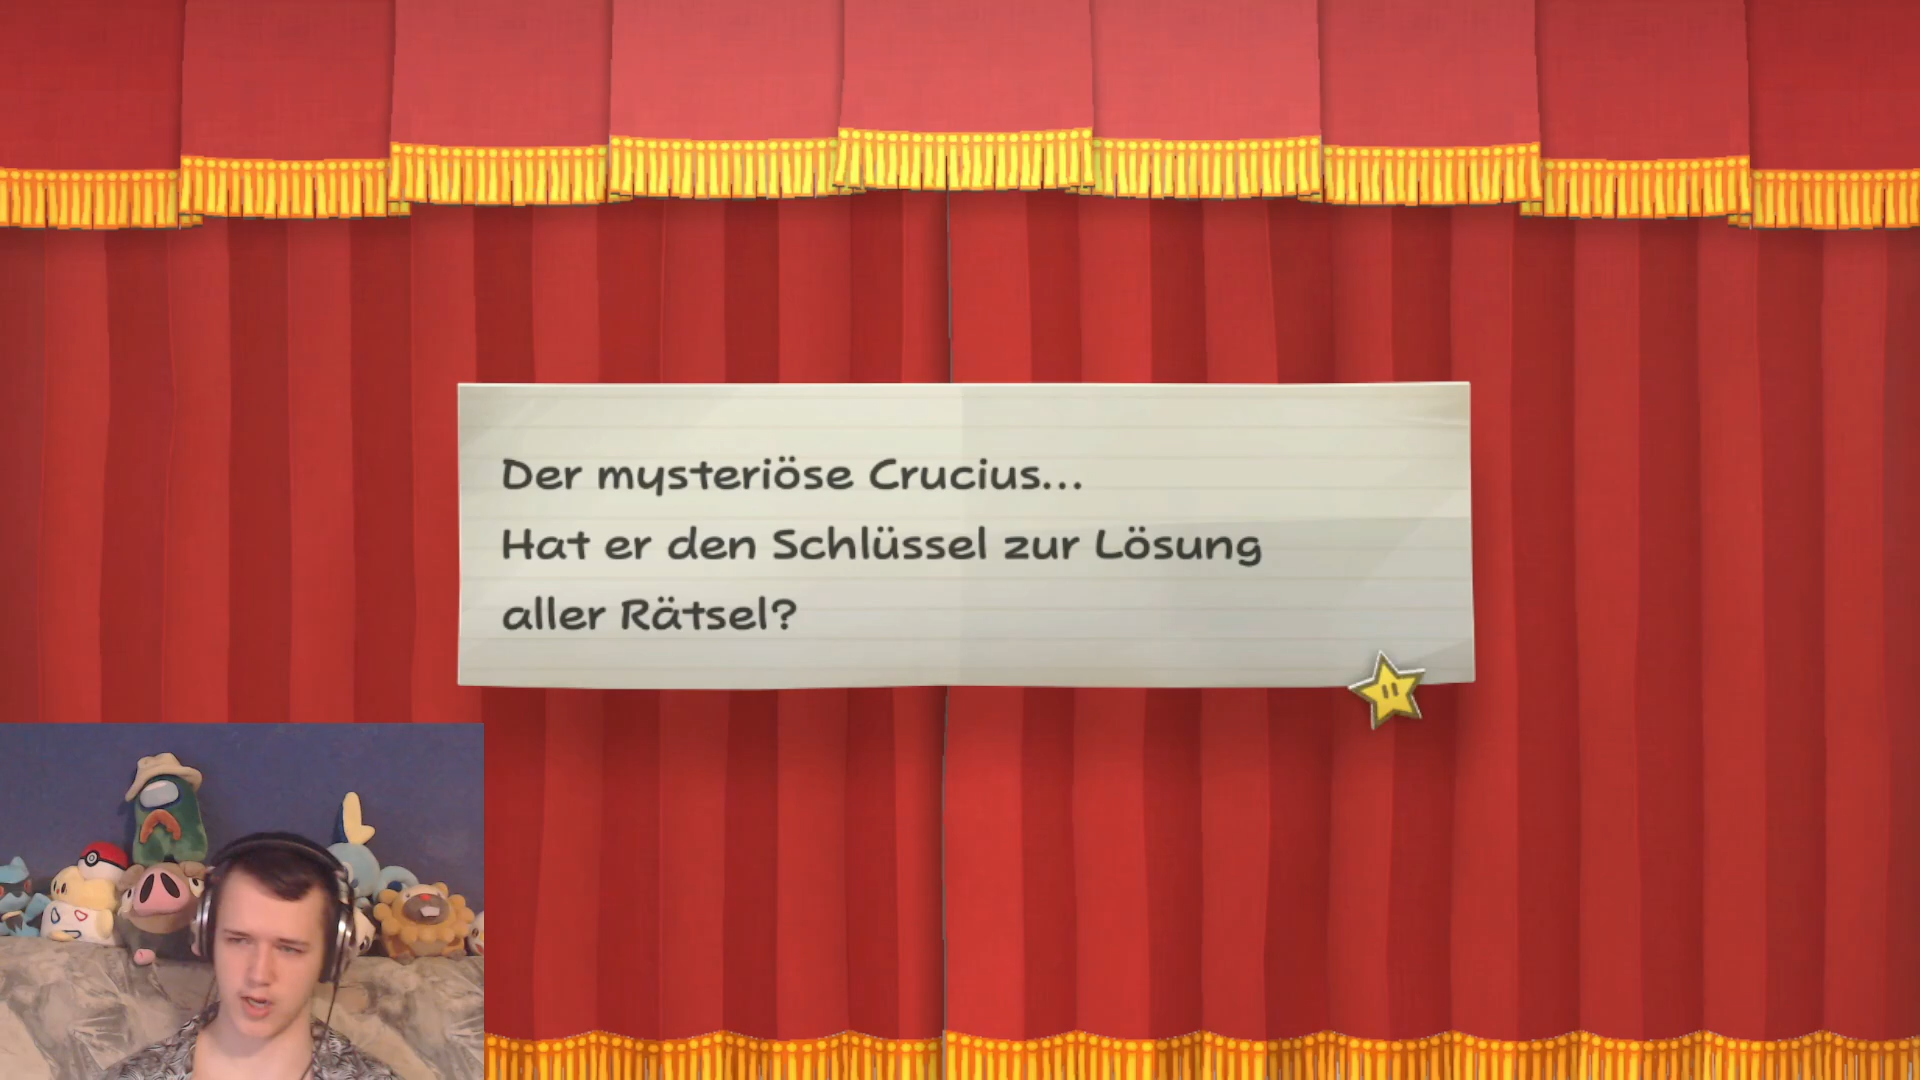 Der mysteriöse Crucius...
Hat er den Schlüssel zur Lösung
aller Rätsel?